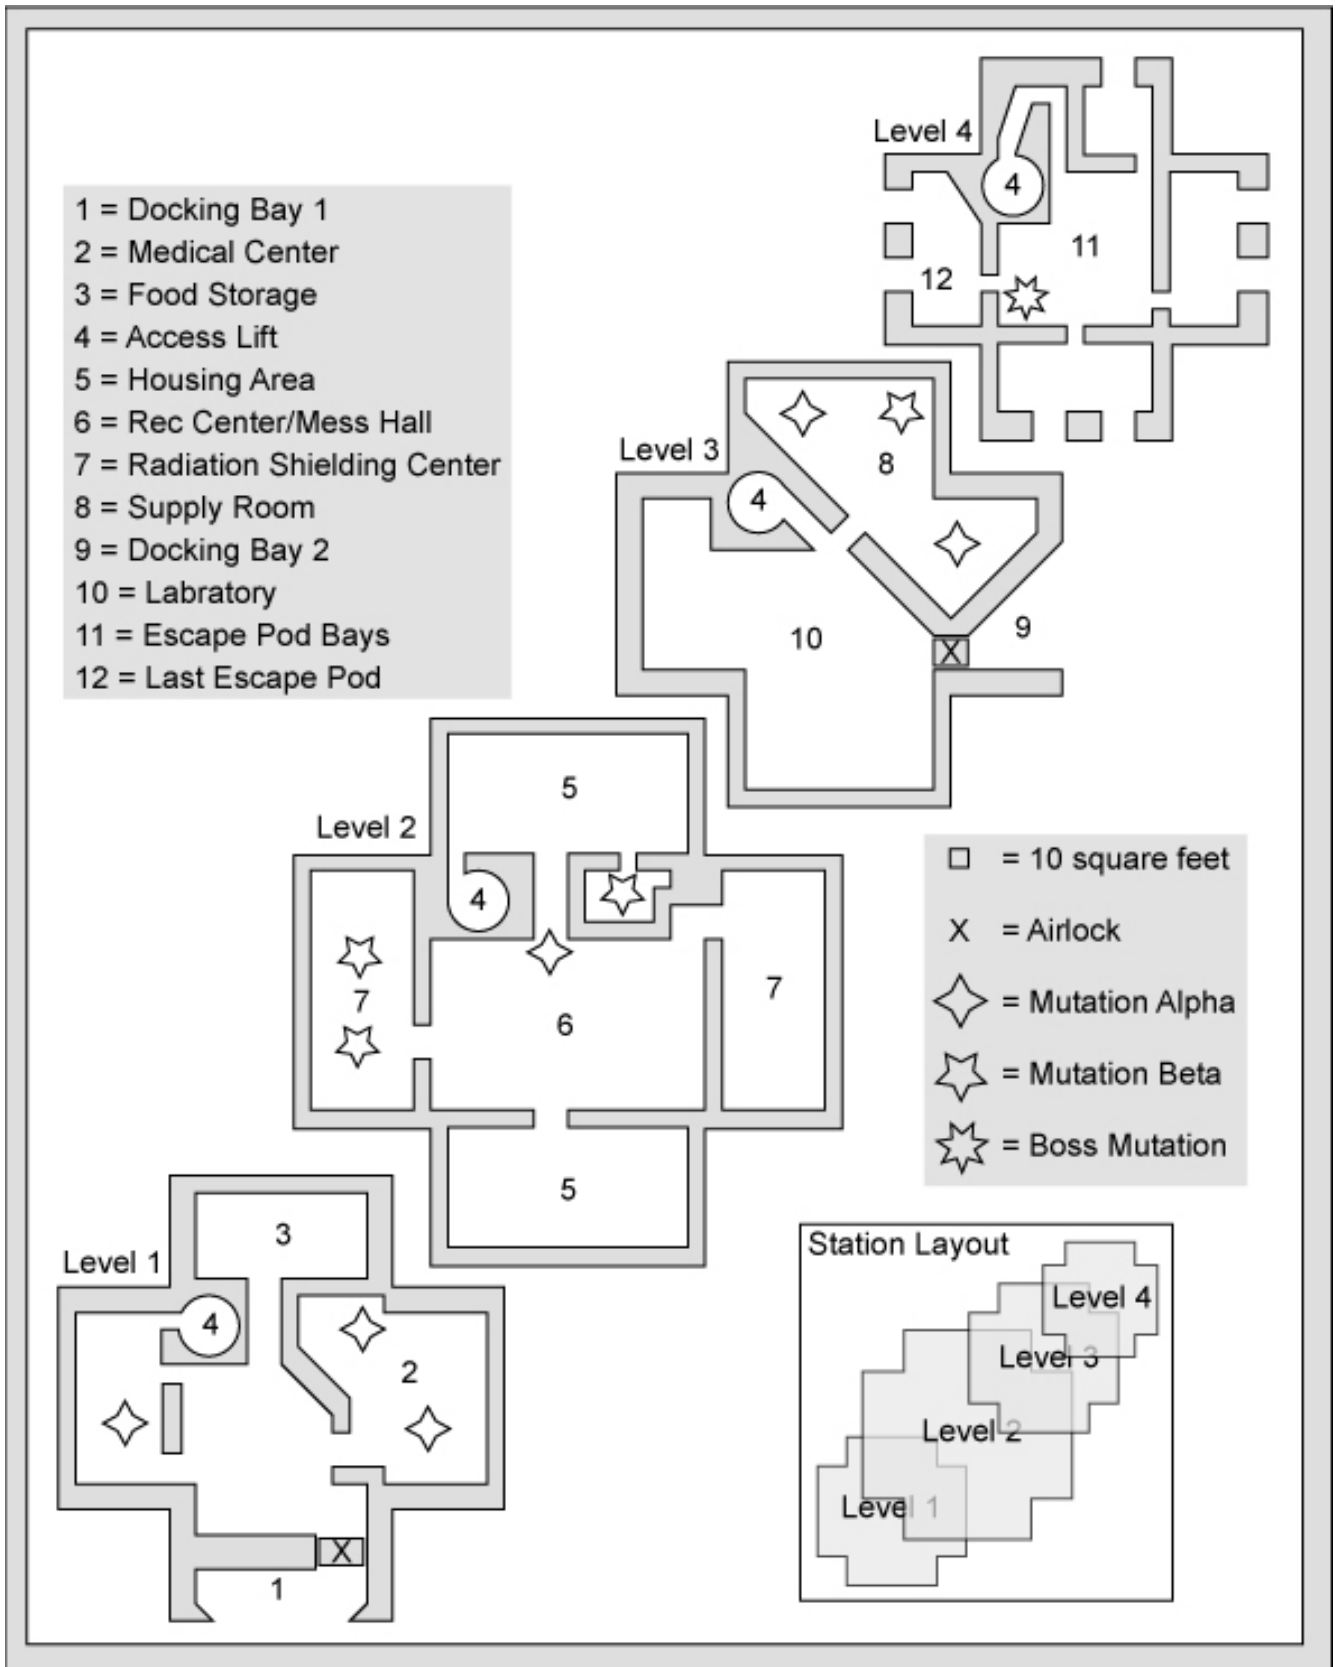 Level 4
4
11
12
1 = Docking Bay 1
2 = Medical Center
3 = Food Storage
4 = Access Lift
5 = Housing Area
6 = Rec Center/Mess Hall
7 = Radiation Shielding Center
8 = Supply Room
9 = Docking Bay 2
10 = Labratory
11 = Escape Pod Bays
12 = Last Escape Pod
Level 3
8
4
10
9
X
Level 2
5
4
7
6
7
5
= 10 square feet
X = Airlock
= Mutation Alpha
= Mutation Beta
= Boss Mutation
Level 1
3
4
2
X
1
Station Layout
Level 4
Level 3
Level 2
Level 1